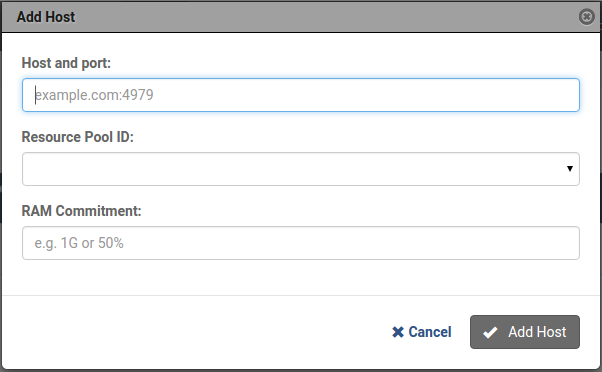 Add Host
Host and port:
example.com:4979
Resource Pool ID:
RAM Commitment:
e.g. 1G or 50%
Cancel
Add Host